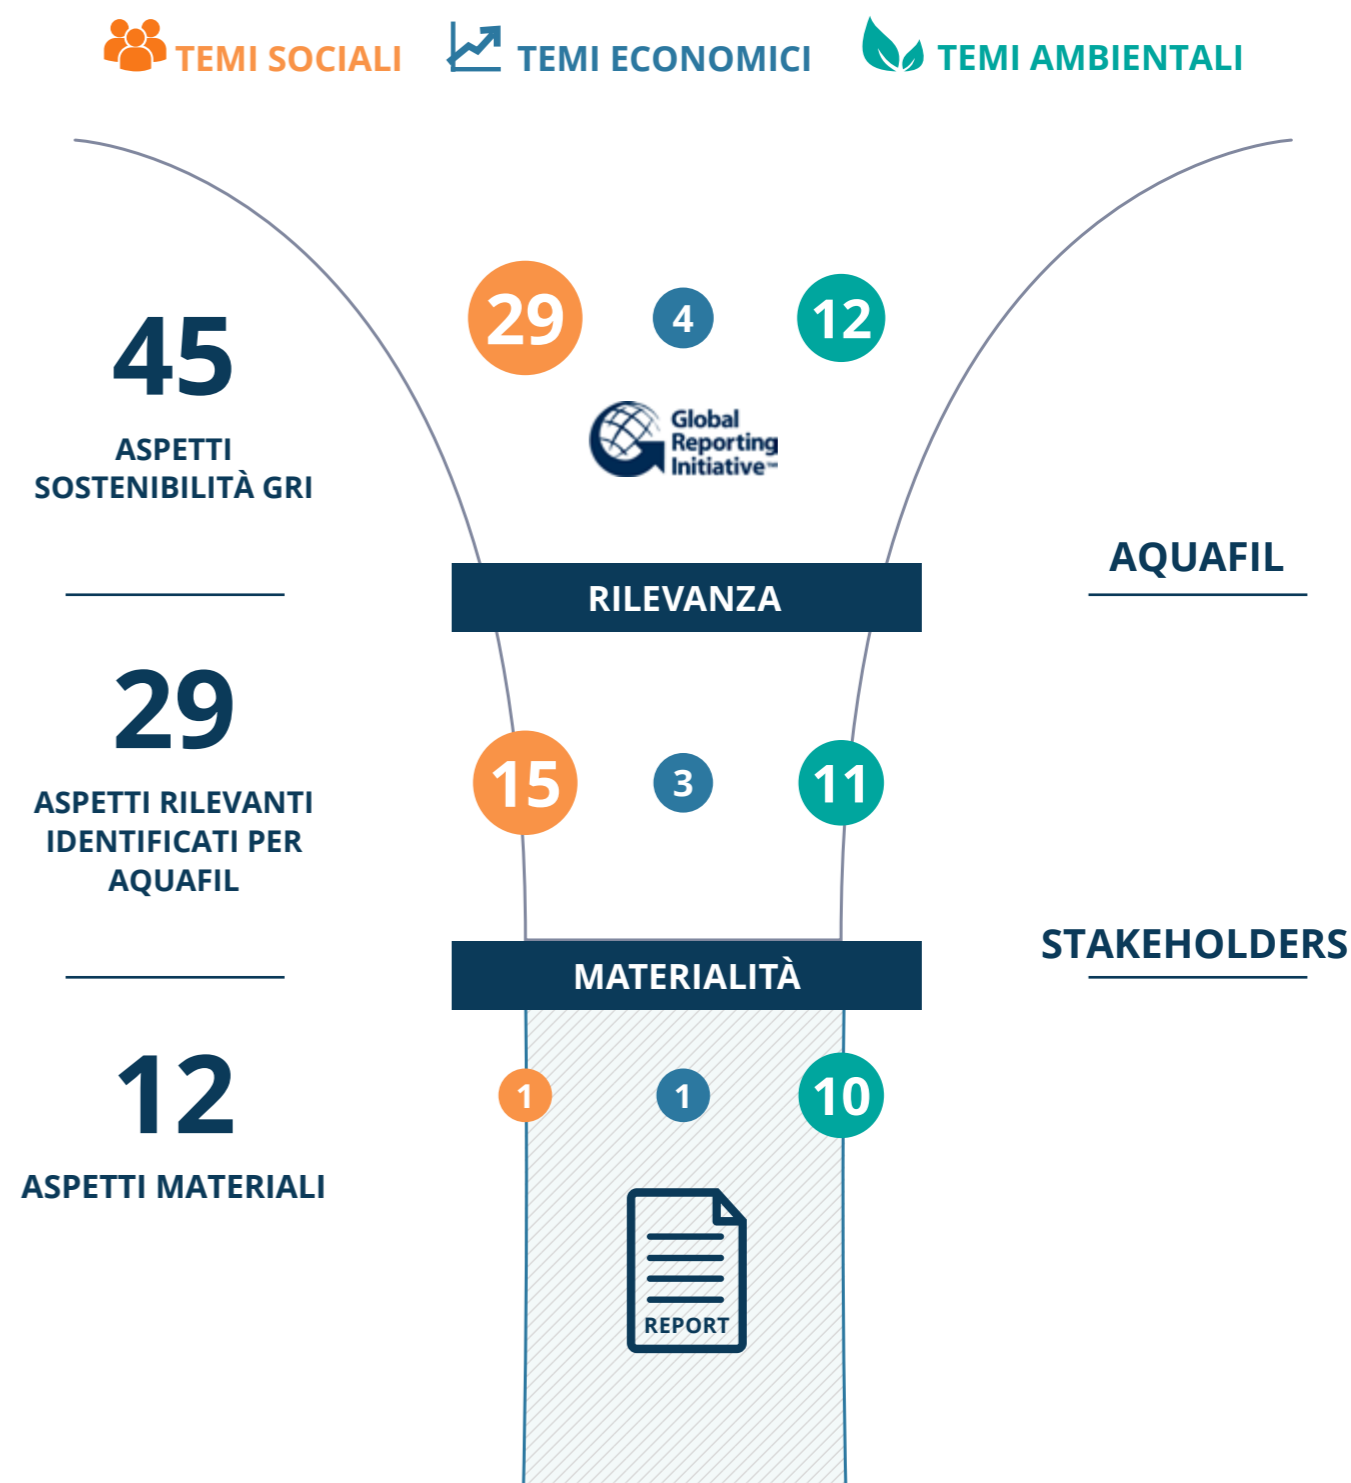 TEMI SOCIALI
TEMI ECONOMICI
TEMI AMBIENTALI
45
ASPETTI
SOSTENIBILITÀ GRI
29
4
12
Global
Reporting
Initiative™
RILEVANZA
AQUAFIL
29
ASPETTI RILEVANTI
IDENTIFICATI PER
AQUAFIL
15
3
11
MATERIALITÀ
STAKEHOLDERS
12
ASPETTI MATERIALI
1
1
10
REPORT